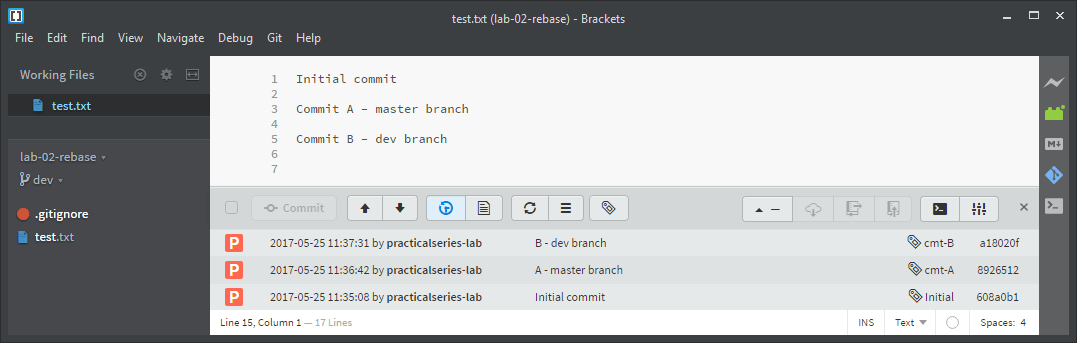 test.txt (lab-02-rebase) - Brackets
File Edit Find View Navigate Debug Git Help
Working Files
test.txt
lab-02-rebase
dev
.gitignore
test.txt
1 Initial commit
2
3 Commit A – master branch
4
5 Commit B – dev branch
6
7
Commit
M
P 2017-05-25 11:37:31 by practicalseries-lab B - dev branch cmt-B a18020f
P 2017-05-25 11:36:42 by practicalseries-lab A - master branch cmt-A 8926512
P 2017-05-25 11:35:08 by practicalseries-lab Initial commit Initial 608a0b1
Line 15, Column 1 — 17 Lines INS Text Spaces: 4